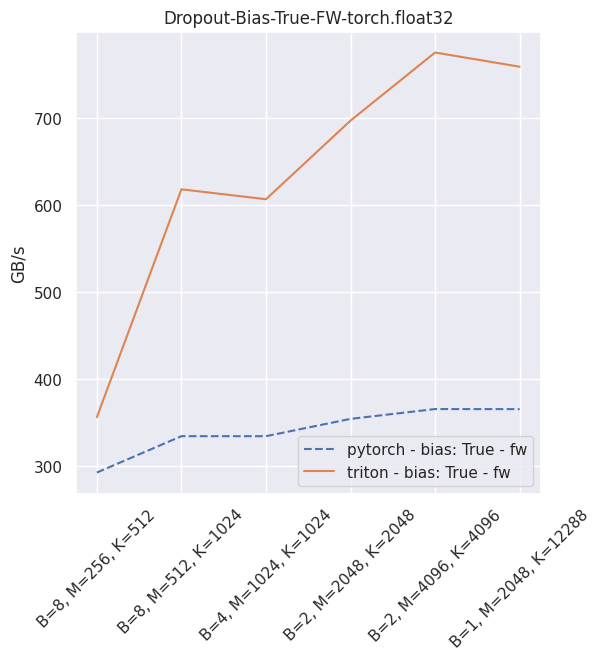 Dropout-Bias-True-FW-torch.float32
GB/s
700
600
500
400
300
pytorch - bias: True - fw
triton - bias: True - fw
B=8, M=256, K=512
B=8, M=512, K=1024
B=4, M=1024, K=1024
B=2, M=2048, K=2048
B=2, M=4096, K=4096
B=1, M=2048, K=12288